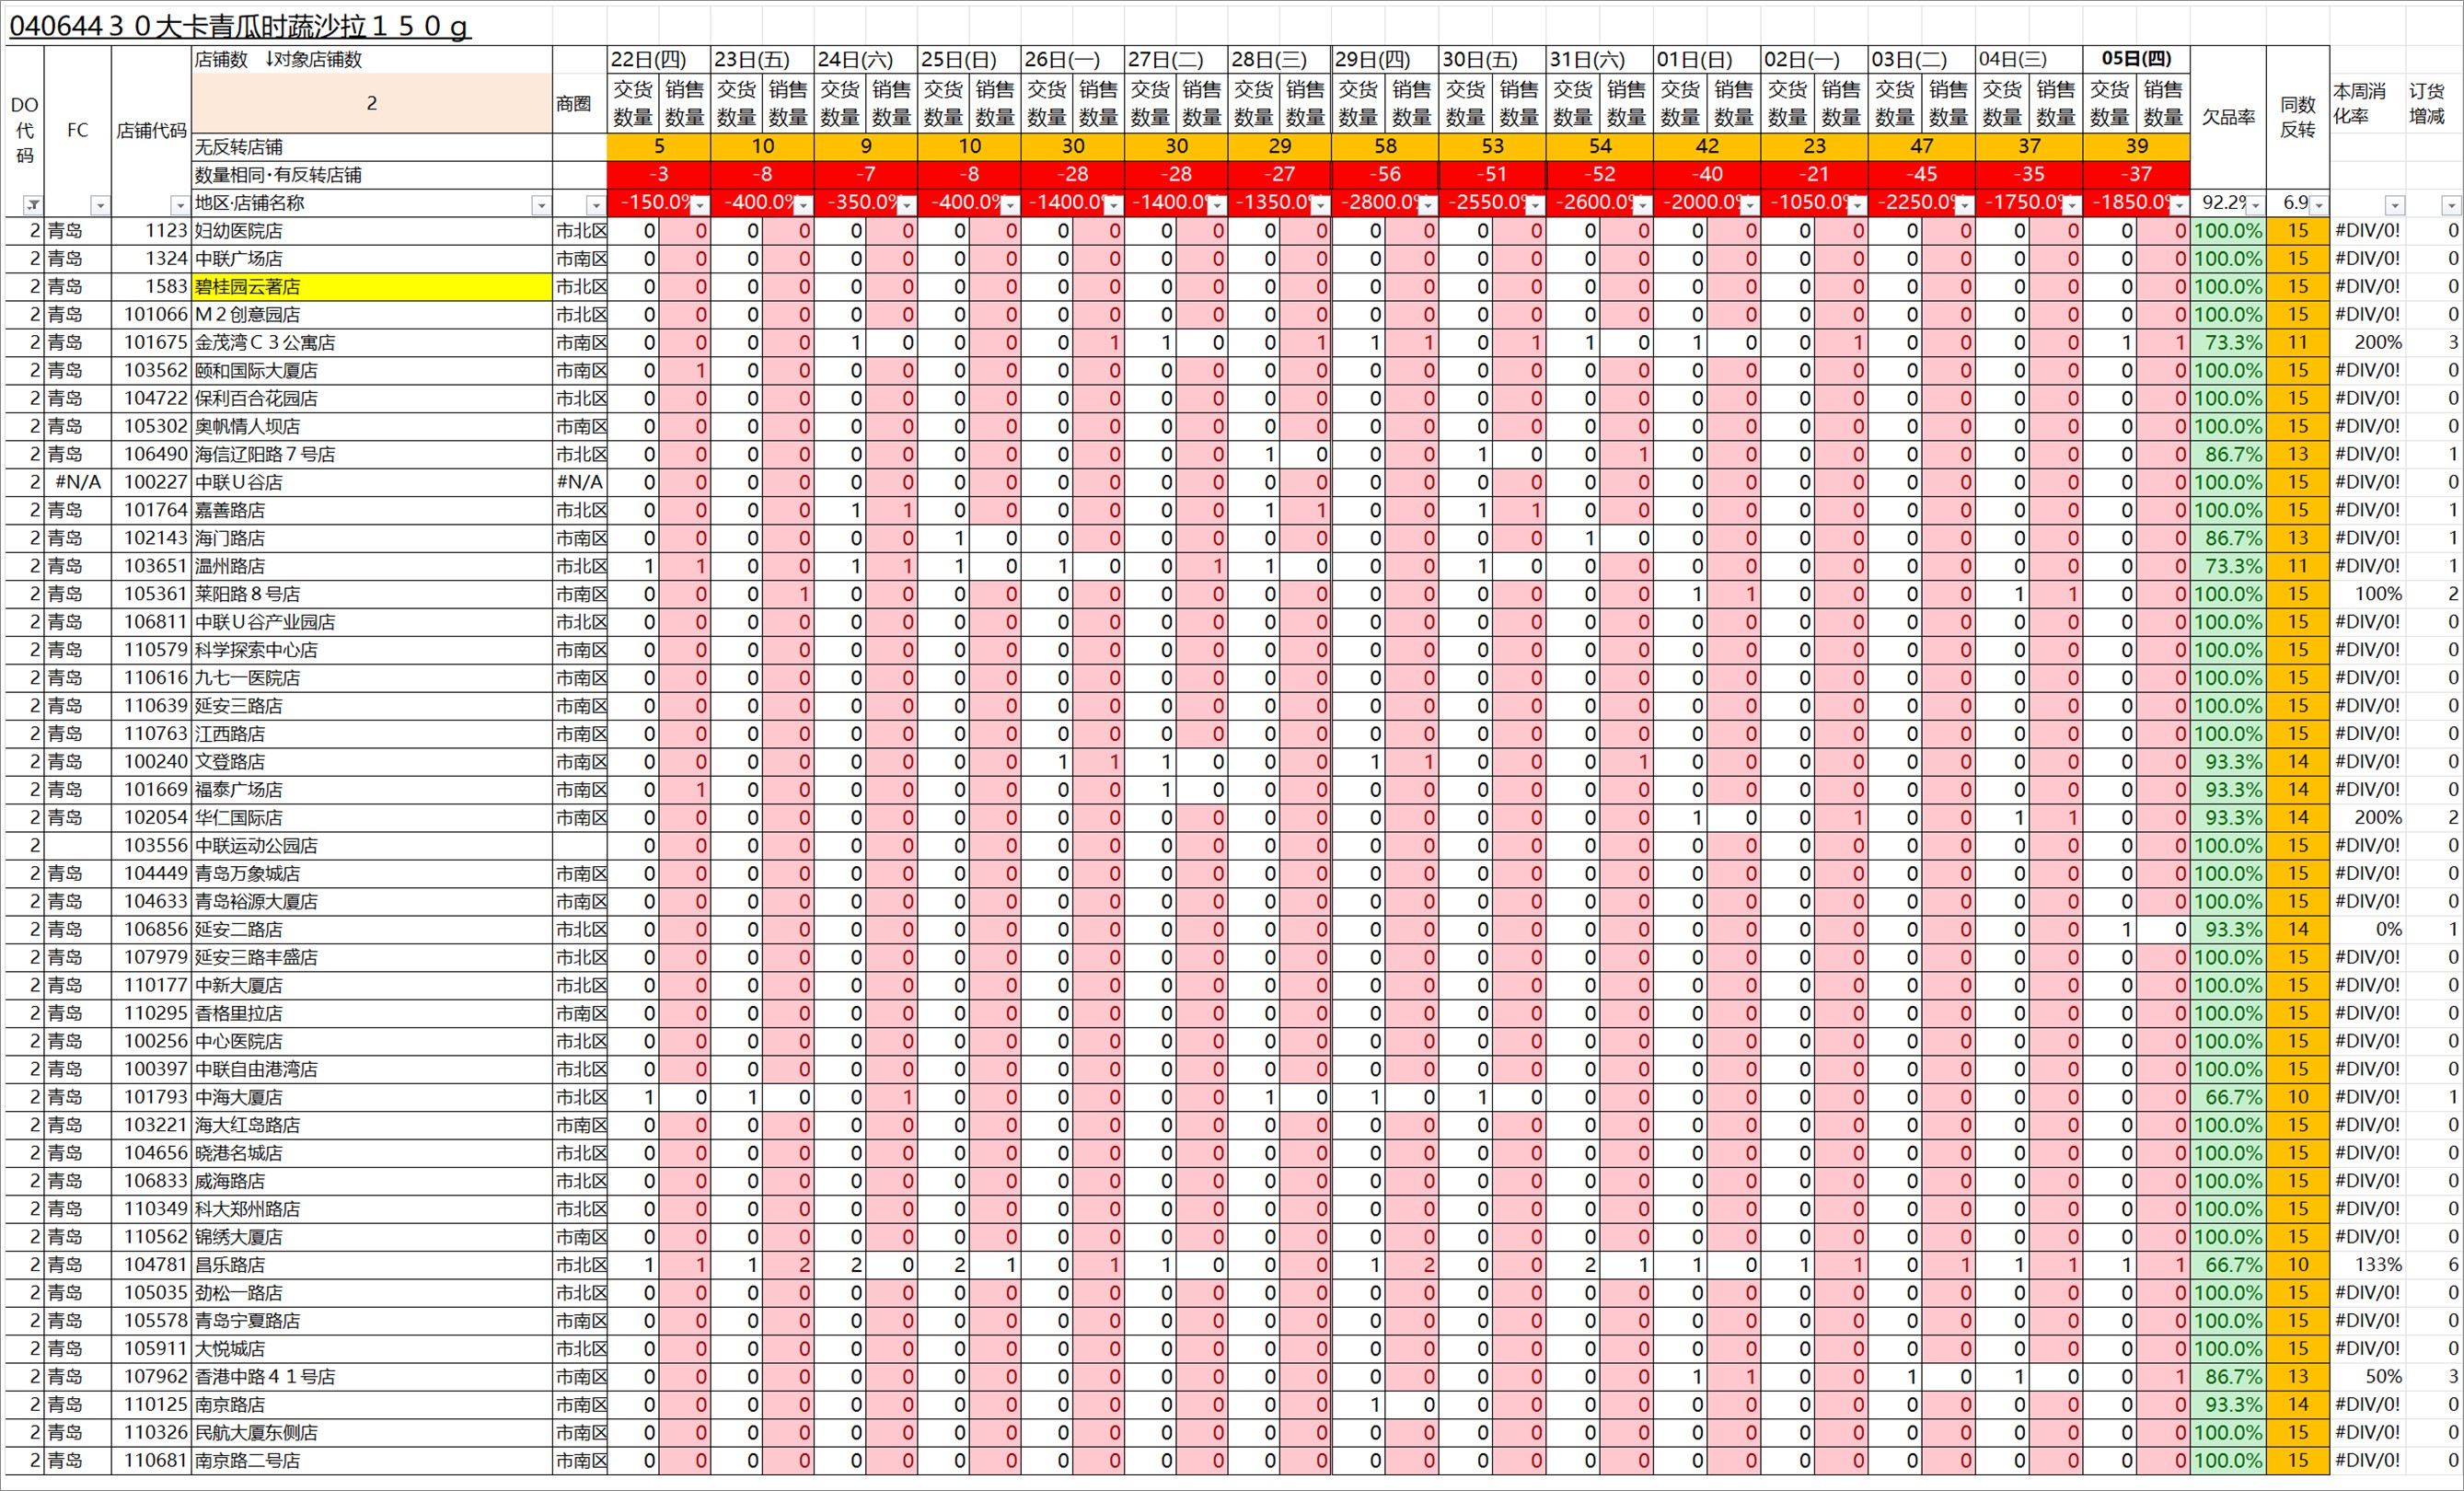 040644３０大卡青瓜时蔬沙拉１５０ｇ
DO代码 FC 店铺代码 店铺数 ↓对象店铺数 商圈 22日(四) 23日(五) 24日(六) 25日(日) 26日(一) 27日(二) 28日(三) 29日(四) 30日(五) 31日(六) 01日(日) 02日(一) 03日(二) 04日(三) 05日(四) 欠品率 同数反转 本周消化率 订货增减
2 交货数量 销售数量 交货数量 销售数量 交货数量 销售数量 交货数量 销售数量 交货数量 销售数量 交货数量 销售数量 交货数量 销售数量 交货数量 销售数量 交货数量 销售数量 交货数量 销售数量 交货数量 销售数量 交货数量 销售数量 交货数量 销售数量 交货数量 销售数量 交货数量 销售数量
无反转店铺 5 10 9 10 30 30 29 58 53 54 42 23 47 37 39
数量相同·有反转店铺 -3 -8 -7 -8 -28 -28 -27 -56 -51 -52 -40 -21 -45 -35 -37
地区·店铺名称 -150.0% -400.0% -350.0% -400.0% -1400.0% -1400.0% -1350.0% -2800.0% -2550.0% -2600.0% -2000.0% -1050.0% -2250.0% -1750.0% -1850.0% 92.2% 6.9
2 青岛 1123 妇幼医院店 市北区 0 0 0 0 0 0 0 0 0 0 0 0 0 0 0 0 0 0 0 0 0 0 0 0 0 0 0 0 0 0 100.0% 15 #DIV/0! 0
2 青岛 1324 中联广场店 市南区 0 0 0 0 0 0 0 0 0 0 0 0 0 0 0 0 0 0 0 0 0 0 0 0 0 0 0 0 0 0 100.0% 15 #DIV/0! 0
2 青岛 1583 碧桂园云著店 市北区 0 0 0 0 0 0 0 0 0 0 0 0 0 0 0 0 0 0 0 0 0 0 0 0 0 0 0 0 0 0 100.0% 15 #DIV/0! 0
2 青岛 101066 Ｍ２创意园店 市北区 0 0 0 0 0 0 0 0 0 0 0 0 0 0 0 0 0 0 0 0 0 0 0 0 0 0 0 0 0 0 100.0% 15 #DIV/0! 0
2 青岛 101675 金茂湾Ｃ３公寓店 市南区 0 0 0 0 1 0 0 0 0 1 1 0 0 1 1 1 0 1 1 0 1 0 0 1 0 0 0 0 1 1 73.3% 11 200% 3
2 青岛 103562 颐和国际大厦店 市南区 0 1 0 0 0 0 0 0 0 0 0 0 0 0 0 0 0 0 0 0 0 0 0 0 0 0 0 0 0 0 100.0% 15 #DIV/0! 0
2 青岛 104722 保利百合花园店 市北区 0 0 0 0 0 0 0 0 0 0 0 0 0 0 0 0 0 0 0 0 0 0 0 0 0 0 0 0 0 0 100.0% 15 #DIV/0! 0
2 青岛 105302 奥帆情人坝店 市南区 0 0 0 0 0 0 0 0 0 0 0 0 0 0 0 0 0 0 0 0 0 0 0 0 0 0 0 0 0 0 100.0% 15 #DIV/0! 0
2 青岛 106490 海信辽阳路７号店 市北区 0 0 0 0 0 0 0 0 0 0 0 0 1 0 0 0 1 0 0 1 0 0 0 0 0 0 0 0 0 0 86.7% 13 #DIV/0! 1
2 #N/A 100227 中联Ｕ谷店 #N/A 0 0 0 0 0 0 0 0 0 0 0 0 0 0 0 0 0 0 0 0 0 0 0 0 0 0 0 0 0 0 100.0% 15 #DIV/0! 0
2 青岛 101764 嘉善路店 市北区 0 0 0 0 1 1 0 0 0 0 0 0 1 1 0 0 1 1 0 0 0 0 0 0 0 0 0 0 0 0 100.0% 15 #DIV/0! 1
2 青岛 102143 海门路店 市南区 0 0 0 0 0 0 1 0 0 0 0 0 0 0 0 0 0 0 1 0 0 0 0 0 0 0 0 0 0 0 86.7% 13 #DIV/0! 1
2 青岛 103651 温州路店 市北区 1 1 0 0 1 1 1 0 1 0 0 1 1 0 0 0 1 0 0 0 0 0 0 0 0 0 0 0 0 0 73.3% 11 #DIV/0! 1
2 青岛 105361 莱阳路８号店 市南区 0 0 0 1 0 0 0 0 0 0 0 0 0 0 0 0 0 0 0 0 1 1 0 0 0 0 1 1 0 0 100.0% 15 100% 2
2 青岛 106811 中联Ｕ谷产业园店 市北区 0 0 0 0 0 0 0 0 0 0 0 0 0 0 0 0 0 0 0 0 0 0 0 0 0 0 0 0 0 0 100.0% 15 #DIV/0! 0
2 青岛 110579 科学探索中心店 市南区 0 0 0 0 0 0 0 0 0 0 0 0 0 0 0 0 0 0 0 0 0 0 0 0 0 0 0 0 0 0 100.0% 15 #DIV/0! 0
2 青岛 110616 九七一医院店 市南区 0 0 0 0 0 0 0 0 0 0 0 0 0 0 0 0 0 0 0 0 0 0 0 0 0 0 0 0 0 0 100.0% 15 #DIV/0! 0
2 青岛 110639 延安三路店 市南区 0 0 0 0 0 0 0 0 0 0 0 0 0 0 0 0 0 0 0 0 0 0 0 0 0 0 0 0 0 0 100.0% 15 #DIV/0! 0
2 青岛 110763 江西路店 市南区 0 0 0 0 0 0 0 0 0 0 0 0 0 0 0 0 0 0 0 0 0 0 0 0 0 0 0 0 0 0 100.0% 15 #DIV/0! 0
2 青岛 100240 文登路店 市南区 0 0 0 0 0 0 0 0 1 1 1 0 0 0 1 1 0 0 0 1 0 0 0 0 0 0 0 0 0 0 93.3% 14 #DIV/0! 0
2 青岛 101669 福泰广场店 市南区 0 1 0 0 0 0 0 0 0 0 1 0 0 0 0 0 0 0 0 0 0 0 0 0 0 0 0 0 0 0 93.3% 14 #DIV/0! 0
2 青岛 102054 华仁国际店 市南区 0 0 0 0 0 0 0 0 0 0 0 0 0 0 0 0 0 0 0 0 1 0 0 1 0 0 1 1 0 0 93.3% 14 200% 2
2 103556 中联运动公园店 0 0 0 0 0 0 0 0 0 0 0 0 0 0 0 0 0 0 0 0 0 0 0 0 0 0 0 0 0 0 100.0% 15 #DIV/0! 0
2 青岛 104449 青岛万象城店 市南区 0 0 0 0 0 0 0 0 0 0 0 0 0 0 0 0 0 0 0 0 0 0 0 0 0 0 0 0 0 0 100.0% 15 #DIV/0! 0
2 青岛 104633 青岛裕源大厦店 市南区 0 0 0 0 0 0 0 0 0 0 0 0 0 0 0 0 0 0 0 0 0 0 0 0 0 0 0 0 0 0 100.0% 15 #DIV/0! 0
2 青岛 106856 延安二路店 市北区 0 0 0 0 0 0 0 0 0 0 0 0 0 0 0 0 0 0 0 0 0 0 0 0 0 0 0 0 1 0 93.3% 14 0% 1
2 青岛 107979 延安三路丰盛店 市北区 0 0 0 0 0 0 0 0 0 0 0 0 0 0 0 0 0 0 0 0 0 0 0 0 0 0 0 0 0 0 100.0% 15 #DIV/0! 0
2 青岛 110177 中新大厦店 市北区 0 0 0 0 0 0 0 0 0 0 0 0 0 0 0 0 0 0 0 0 0 0 0 0 0 0 0 0 0 0 100.0% 15 #DIV/0! 0
2 青岛 110295 香格里拉店 市南区 0 0 0 0 0 0 0 0 0 0 0 0 0 0 0 0 0 0 0 0 0 0 0 0 0 0 0 0 0 0 100.0% 15 #DIV/0! 0
2 青岛 100256 中心医院店 市北区 0 0 0 0 0 0 0 0 0 0 0 0 0 0 0 0 0 0 0 0 0 0 0 0 0 0 0 0 0 0 100.0% 15 #DIV/0! 0
2 青岛 100397 中联自由港湾店 市北区 0 0 0 0 0 0 0 0 0 0 0 0 0 0 0 0 0 0 0 0 0 0 0 0 0 0 0 0 0 0 100.0% 15 #DIV/0! 0
2 青岛 101793 中海大厦店 市北区 1 0 1 0 0 1 0 0 0 0 0 0 1 0 1 0 1 0 0 0 0 0 0 0 0 0 0 0 0 0 66.7% 10 #DIV/0! 1
2 青岛 103221 海大红岛路店 市南区 0 0 0 0 0 0 0 0 0 0 0 0 0 0 0 0 0 0 0 0 0 0 0 0 0 0 0 0 0 0 100.0% 15 #DIV/0! 0
2 青岛 104656 晓港名城店 市南区 0 0 0 0 0 0 0 0 0 0 0 0 0 0 0 0 0 0 0 0 0 0 0 0 0 0 0 0 0 0 100.0% 15 #DIV/0! 0
2 青岛 106833 威海路店 市北区 0 0 0 0 0 0 0 0 0 0 0 0 0 0 0 0 0 0 0 0 0 0 0 0 0 0 0 0 0 0 100.0% 15 #DIV/0! 0
2 青岛 110349 科大郑州路店 市北区 0 0 0 0 0 0 0 0 0 0 0 0 0 0 0 0 0 0 0 0 0 0 0 0 0 0 0 0 0 0 100.0% 15 #DIV/0! 0
2 青岛 110562 锦绣大厦店 市南区 0 0 0 0 0 0 0 0 0 0 0 0 0 0 0 0 0 0 0 0 0 0 0 0 0 0 0 0 0 0 100.0% 15 #DIV/0! 0
2 青岛 104781 昌乐路店 市北区 1 1 1 2 2 0 2 1 0 1 1 0 0 0 1 2 0 0 2 1 1 0 1 1 0 1 1 1 1 1 66.7% 10 133% 6
2 青岛 105035 劲松一路店 市北区 0 0 0 0 0 0 0 0 0 0 0 0 0 0 0 0 0 0 0 0 0 0 0 0 0 0 0 0 0 0 100.0% 15 #DIV/0! 0
2 青岛 105578 青岛宁夏路店 市南区 0 0 0 0 0 0 0 0 0 0 0 0 0 0 0 0 0 0 0 0 0 0 0 0 0 0 0 0 0 0 100.0% 15 #DIV/0! 0
2 青岛 105911 大悦城店 市北区 0 0 0 0 0 0 0 0 0 0 0 0 0 0 0 0 0 0 0 0 0 0 0 0 0 0 0 0 0 0 100.0% 15 #DIV/0! 0
2 青岛 107962 香港中路４１号店 市南区 0 0 0 0 0 0 0 0 0 0 0 0 0 0 0 0 0 0 0 0 1 1 0 0 1 0 1 0 0 1 86.7% 13 50% 3
2 青岛 110125 南京路店 市南区 0 0 0 0 0 0 0 0 0 0 0 0 0 0 1 0 0 0 0 0 0 0 0 0 0 0 0 0 0 0 93.3% 14 #DIV/0! 0
2 青岛 110326 民航大厦东侧店 市南区 0 0 0 0 0 0 0 0 0 0 0 0 0 0 0 0 0 0 0 0 0 0 0 0 0 0 0 0 0 0 100.0% 15 #DIV/0! 0
2 青岛 110681 南京路二号店 市南区 0 0 0 0 0 0 0 0 0 0 0 0 0 0 0 0 0 0 0 0 0 0 0 0 0 0 0 0 0 0 100.0% 15 #DIV/0! 0